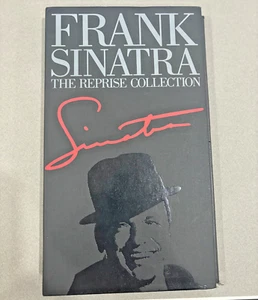 FRANK
SINATRA
THE REPRISE COLLECTION
Sinatra